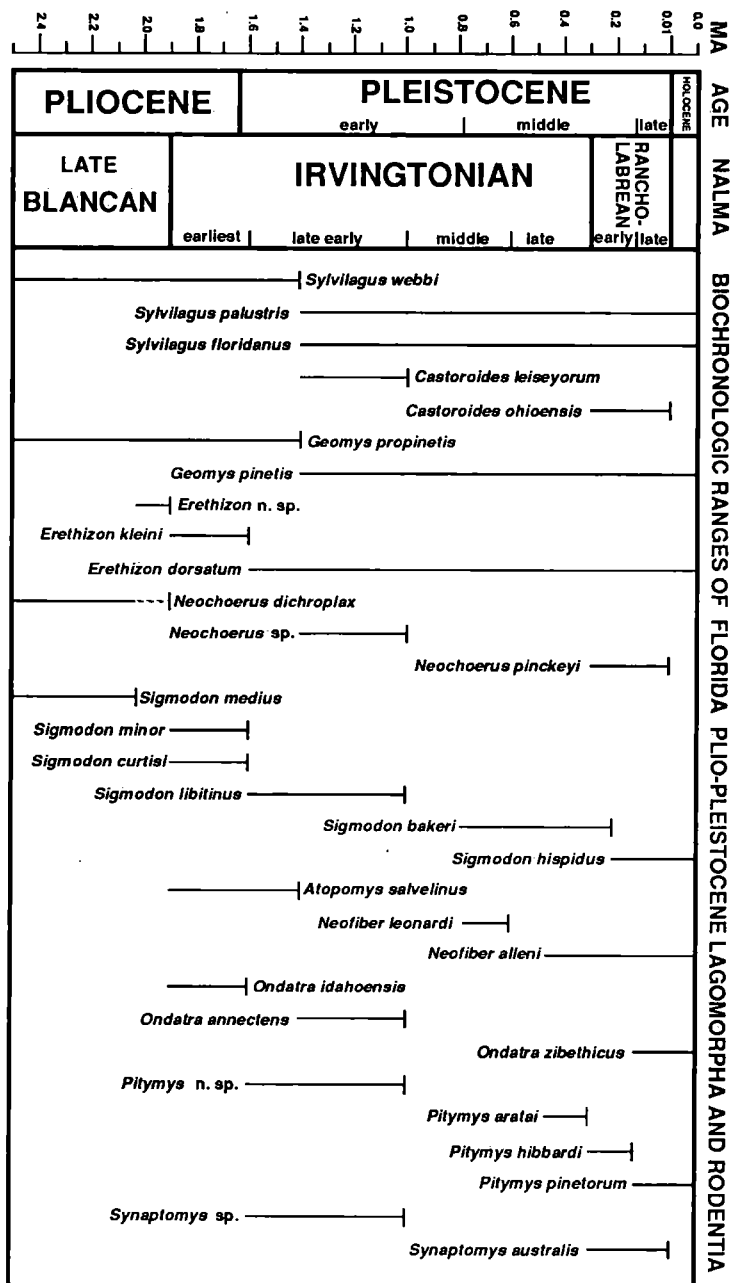 MA
2.4
2.2
2.0
1.8
1.6
1.4
1.2
1.0
0.8
0.6
0.4
0.2
0.01
0.0
AGE
PLIOCENE
PLEISTOCENE
HOLOCENE
early
middle
late
NALMA
LATE
BLANCAN
IRVINGTONIAN
RANCHO-
LABREAN
earliest
late early
middle
late
early
late
BIOCHRONOLOGIC RANGES OF FLORIDA PLIO-PLEISTOCENE LAGOMORPHA AND RODENTIA
Sylvilagus webbi
Sylvilagus palustris
Sylvilagus floridanus
Castoroides leiseyorum
Castoroides ohioensis
Geomys propinetis
Geomys pinetis
Erethizon n. sp.
Erethizon kleini
Erethizon dorsatum
Neochoerus dichroplax
Neochoerus sp.
Neochoerus pinckeyi
Sigmodon medius
Sigmodon minor
Sigmodon curtisi
Sigmodon libitinus
Sigmodon bakeri
Sigmodon hispidus
Atopomys salvelinus
Neofiber leonardi
Neofiber alleni
Ondatra idahoensis
Ondatra annectens
Ondatra zibethicus
Pitymys n. sp.
Pitymys aratai
Pitymys hibbardi
Pitymys pinetorum
Synaptomys sp.
Synaptomys australis